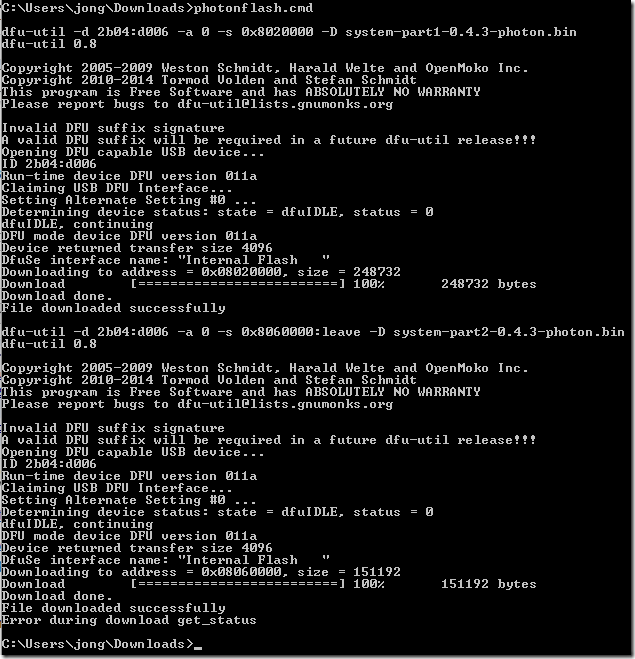 C:\Users\jong\Downloads>photonflash.cmd
dfu-util -d 2b04:d006 -a 0 -s 0x8020000 -D system-part1-0.4.3-photon.bin
dfu-util 0.8
Copyright 2005-2009 Weston Schmidt, Harald Welte and OpenMoko Inc.
Copyright 2010-2014 Tormod Volden and Stefan Schmidt
This program is Free Software and has ABSOLUTELY NO WARRANTY
Please report bugs to dfu-util@lists.gnumonks.org
Invalid DFU suffix signature
A valid DFU suffix will be required in a future dfu-util release!!!
Opening DFU capable USB device...
ID 2b04:d006
Run-time device DFU version 011a
Claiming USB DFU Interface...
Setting Alternate Setting #0 ...
Determining device status: state = dfuIDLE, status = 0
dfuIDLE, continuing
DFU mode device DFU version 011a
Device returned transfer size 4096
DfuSe interface name: "Internal Flash   "
Downloading to address = 0x08020000, size = 248732
Download        [=========================] 100%       248732 bytes
Download done.
File downloaded successfully
dfu-util -d 2b04:d006 -a 0 -s 0x8060000:leave -D system-part2-0.4.3-photon.bin
dfu-util 0.8
Copyright 2005-2009 Weston Schmidt, Harald Welte and OpenMoko Inc.
Copyright 2010-2014 Tormod Volden and Stefan Schmidt
This program is Free Software and has ABSOLUTELY NO WARRANTY
Please report bugs to dfu-util@lists.gnumonks.org
Invalid DFU suffix signature
A valid DFU suffix will be required in a future dfu-util release!!!
Opening DFU capable USB device...
ID 2b04:d006
Run-time device DFU version 011a
Claiming USB DFU Interface...
Setting Alternate Setting #0 ...
Determining device status: state = dfuIDLE, status = 0
dfuIDLE, continuing
DFU mode device DFU version 011a
Device returned transfer size 4096
DfuSe interface name: "Internal Flash   "
Downloading to address = 0x08060000, size = 151192
Download        [=========================] 100%       151192 bytes
Download done.
File downloaded successfully
Error during download get_status
C:\Users\jong\Downloads>_